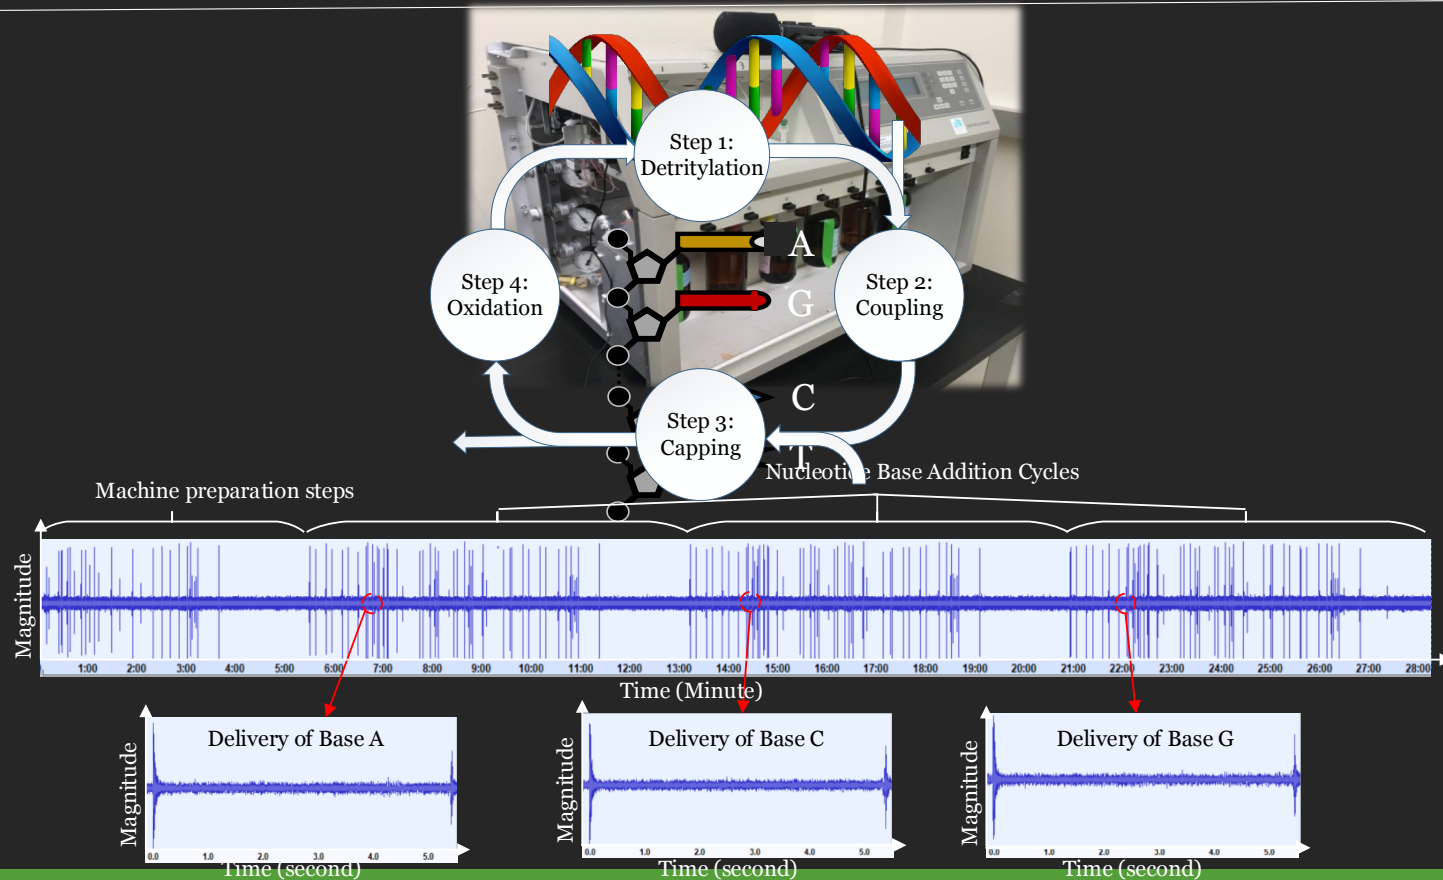 Step 1:
Detritylation
A
Step 4:
Oxidation
Step 2:
Coupling
G
C
Step 3:
Capping
T
Nucleotide Base Addition Cycles
Machine preparation steps
Magnitude
1:00 2:00 3:00 4:00 5:00 6:00 7:00 8:00 9:00 10:00 11:00 12:00 13:00 14:00 15:00 16:00 17:00 18:00 19:00 20:00 21:00 22:00 23:00 24:00 25:00 26:00 27:00 28:00
Time (Minute)
Delivery of Base A
Magnitude
0.0 1.0 2.0 3.0 4.0 5.0
Time (second)
Delivery of Base C
Magnitude
0.0 1.0 2.0 3.0 4.0 5.0
Time (second)
Delivery of Base G
Magnitude
0.0 1.0 2.0 3.0 4.0 5.0
Time (second)